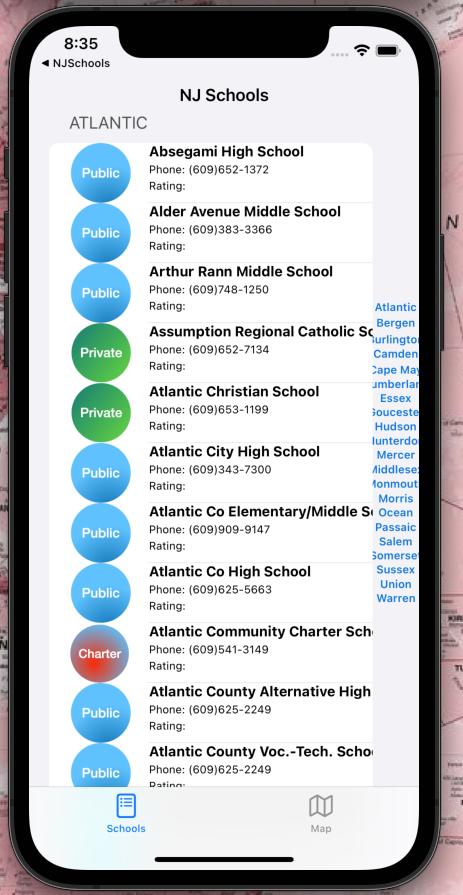 8:35
NJSchools
NJ Schools
ATLANTIC
Public
Absegami High School
Phone: (609)652-1372
Rating:
Public
Alder Avenue Middle School
Phone: (609)383-3366
Rating:
Public
Arthur Rann Middle School
Phone: (609)748-1250
Rating:
Private
Assumption Regional Catholic Sc
Phone: (609)652-7134
Rating:
Private
Atlantic Christian School
Phone: (609)653-1199
Rating:
Public
Atlantic City High School
Phone: (609)343-7300
Rating:
Public
Atlantic Co Elementary/Middle Sc
Phone: (609)909-9147
Rating:
Public
Atlantic Co High School
Phone: (609)625-5663
Rating:
Charter
Atlantic Community Charter Scho
Phone: (609)541-3149
Rating:
Public
Atlantic County Alternative High
Phone: (609)625-2249
Rating:
Public
Atlantic County Voc.-Tech. Schoo
Phone: (609)625-2249
Rating:
Atlantic
Bergen
Burlington
Camden
Cape May
Cumberland
Essex
Gloucester
Hudson
Hunterdon
Mercer
Middlesex
Monmouth
Morris
Ocean
Passaic
Salem
Somerset
Sussex
Union
Warren
Schools
Map